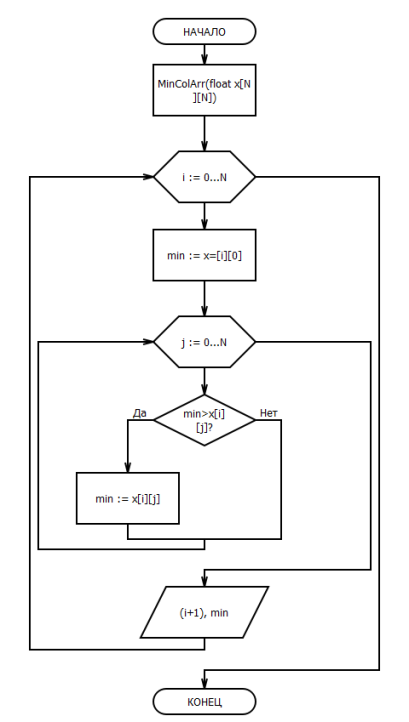 НАЧАЛО
MinColArr(float x[N
][N])
i := 0...N
min := x=[i][0]
j := 0...N
Да
min>x[i]
[j]?
Нет
min := x[i][j]
(i+1), min
КОНЕЦ